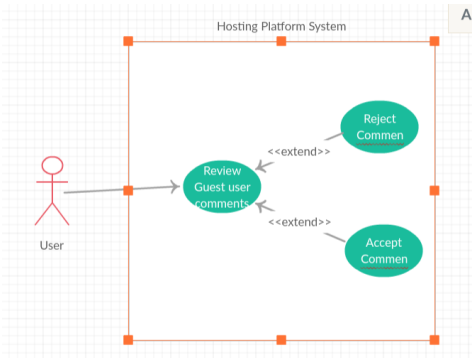 Hosting Platform System
A
Reject
Commen
<<extend>>
Review
Guest user
comments
<<extend>>
User
Accept
Commen